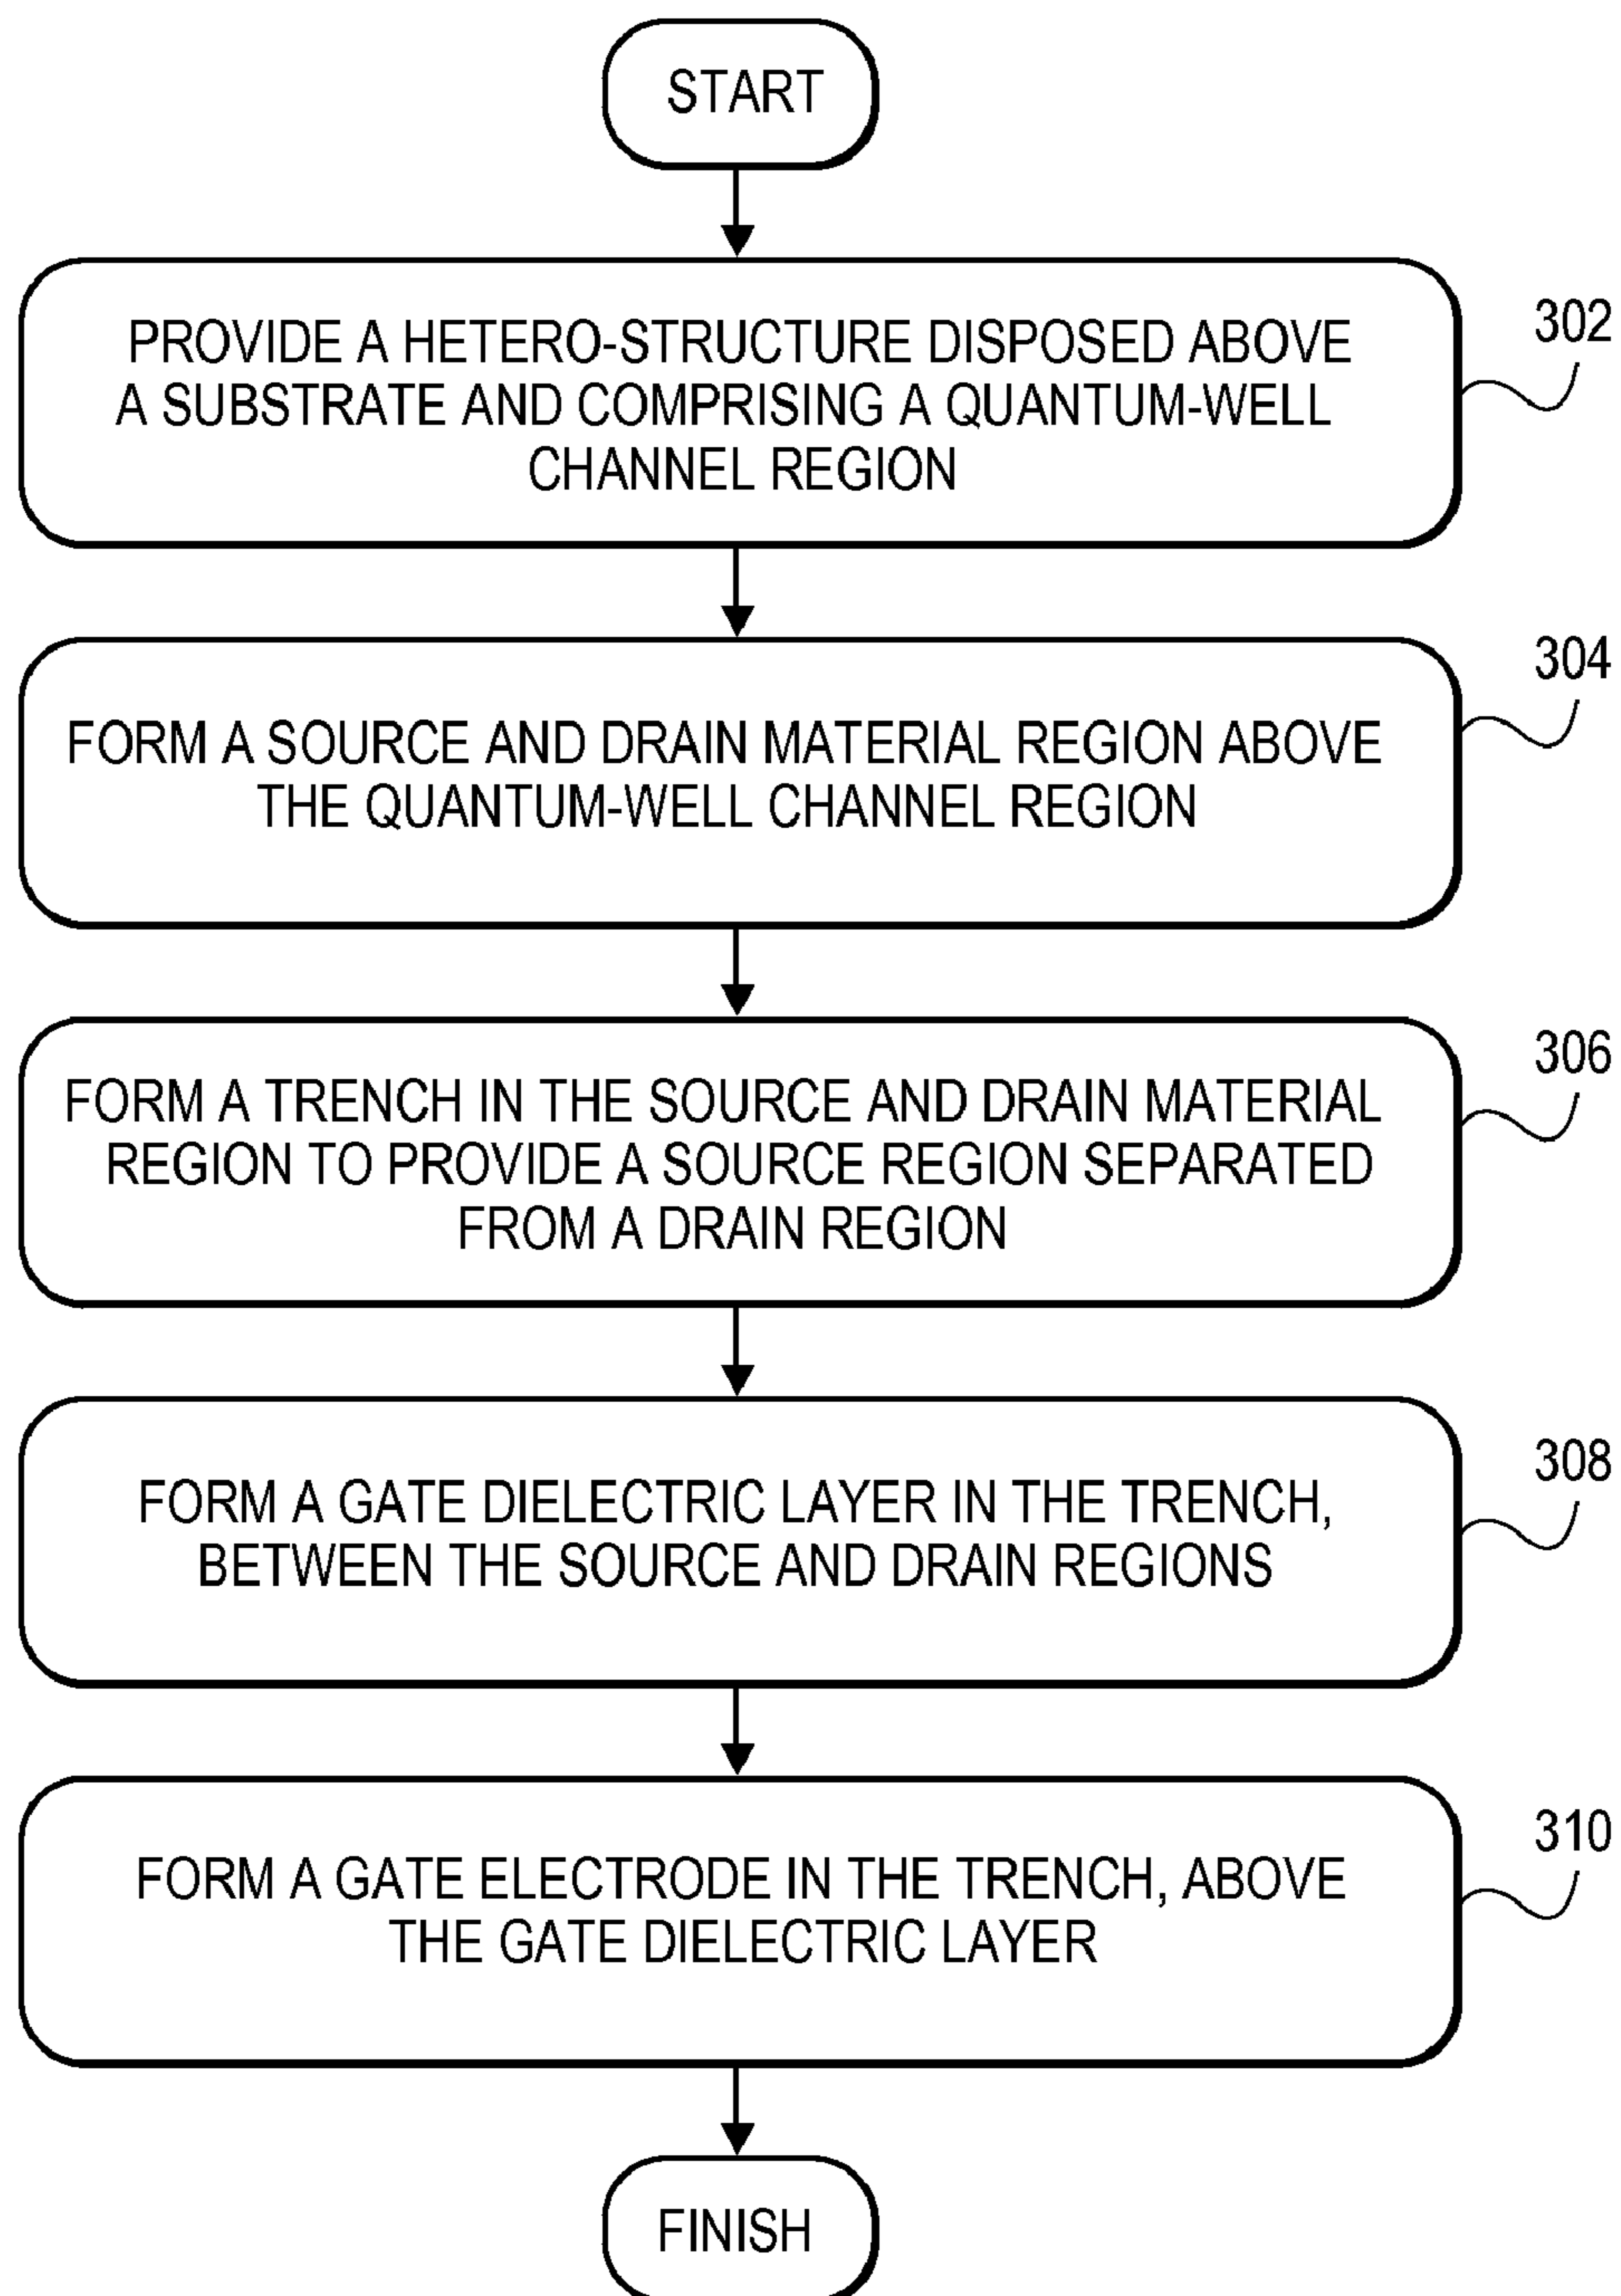 START
PROVIDE A HETERO-STRUCTURE DISPOSED ABOVE
A SUBSTRATE AND COMPRISING A QUANTUM-WELL
CHANNEL REGION
302
FORM A SOURCE AND DRAIN MATERIAL REGION ABOVE
THE QUANTUM-WELL CHANNEL REGION
304
FORM A TRENCH IN THE SOURCE AND DRAIN MATERIAL
REGION TO PROVIDE A SOURCE REGION SEPARATED
FROM A DRAIN REGION
306
FORM A GATE DIELECTRIC LAYER IN THE TRENCH,
BETWEEN THE SOURCE AND DRAIN REGIONS
308
FORM A GATE ELECTRODE IN THE TRENCH, ABOVE
THE GATE DIELECTRIC LAYER
310
FINISH